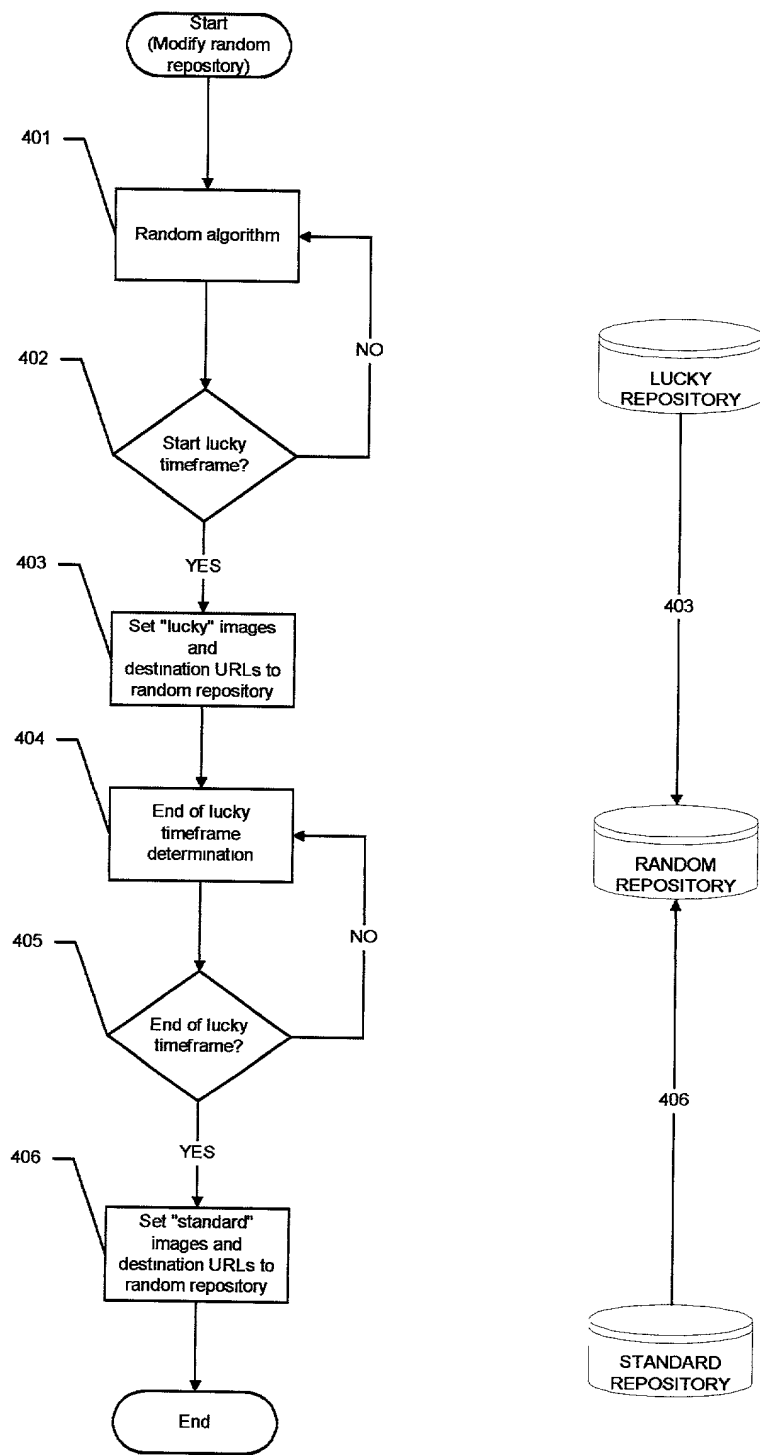 Start
(Modify random
repository)
401
Random algorithm
NO
402
Start lucky
timeframe?
YES
403
Set "lucky" images
and
destination URLs to
random repository
404
End of lucky
timeframe
determination
NO
405
End of lucky
timeframe?
YES
406
Set "standard"
images and
destination URLs to
random repository
End
LUCKY
REPOSITORY
403
RANDOM
REPOSITORY
406
STANDARD
REPOSITORY